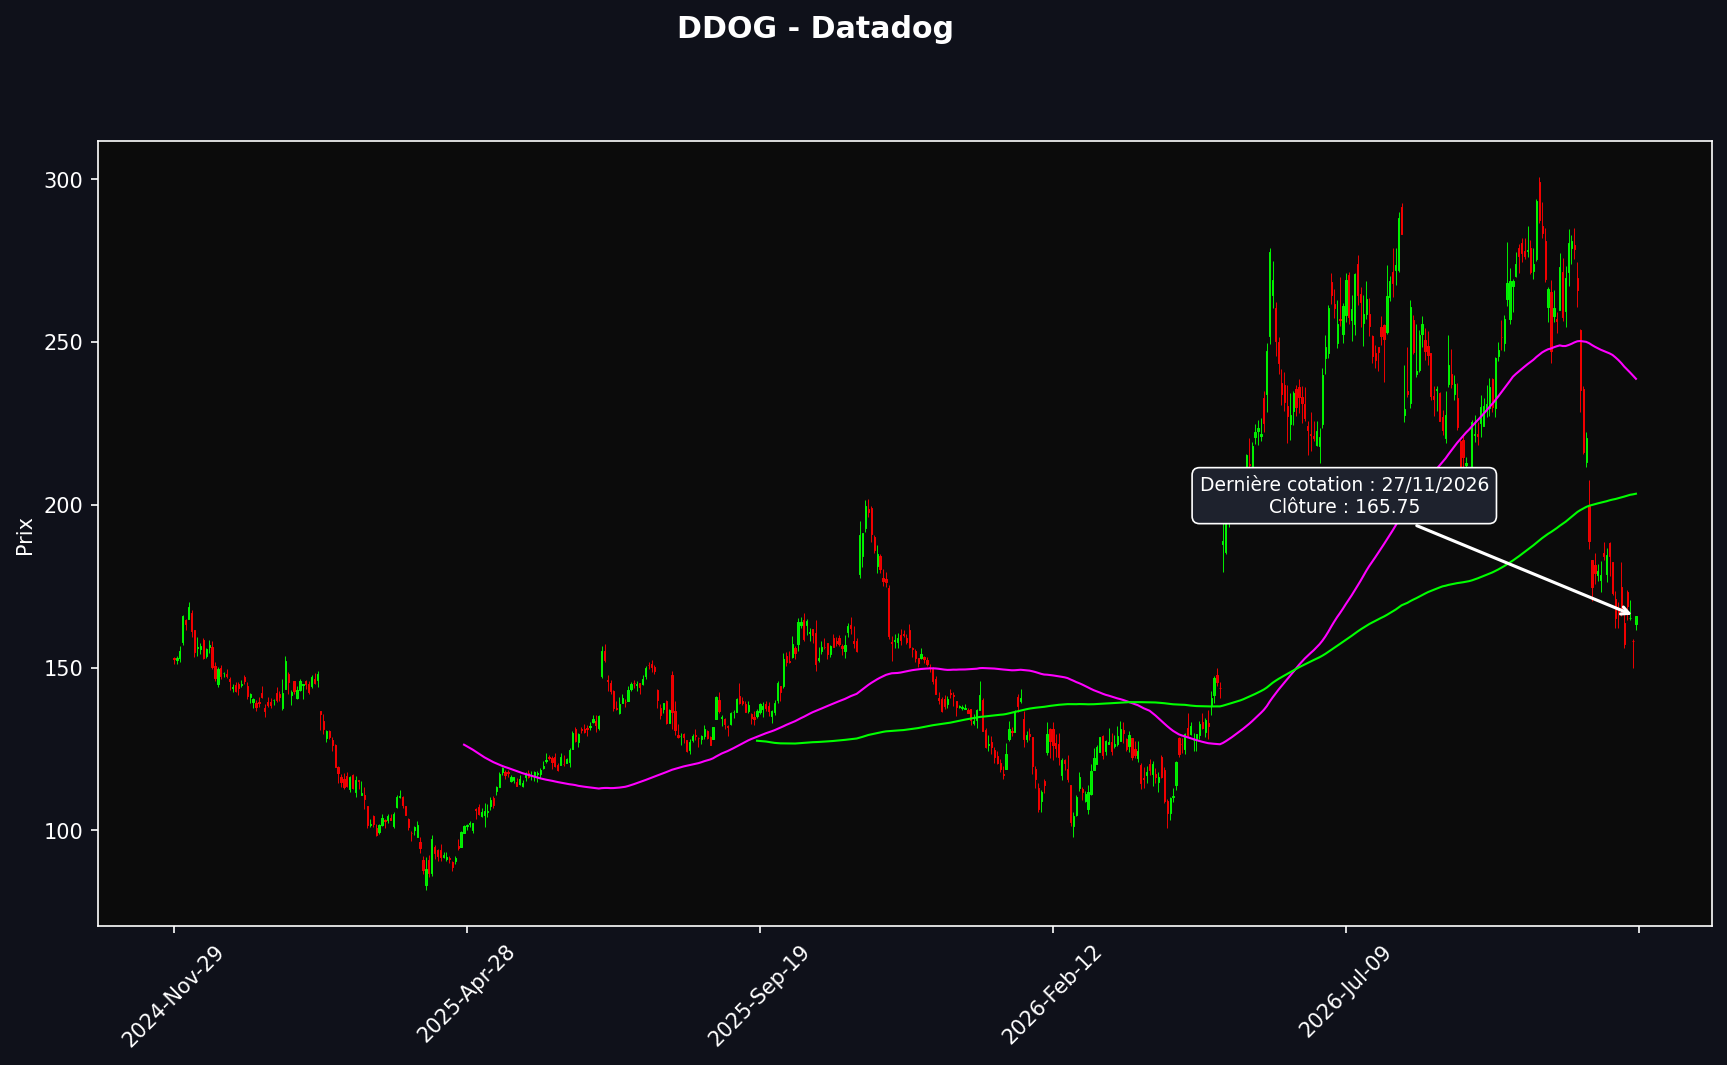 DDOG - Datadog
300
250
200
150
100
Prix
Dernière cotation : 27/11/2026
Clôture : 165.75
2024-Nov-29
2025-Apr-28
2025-Sep-19
2026-Feb-12
2026-Jul-09